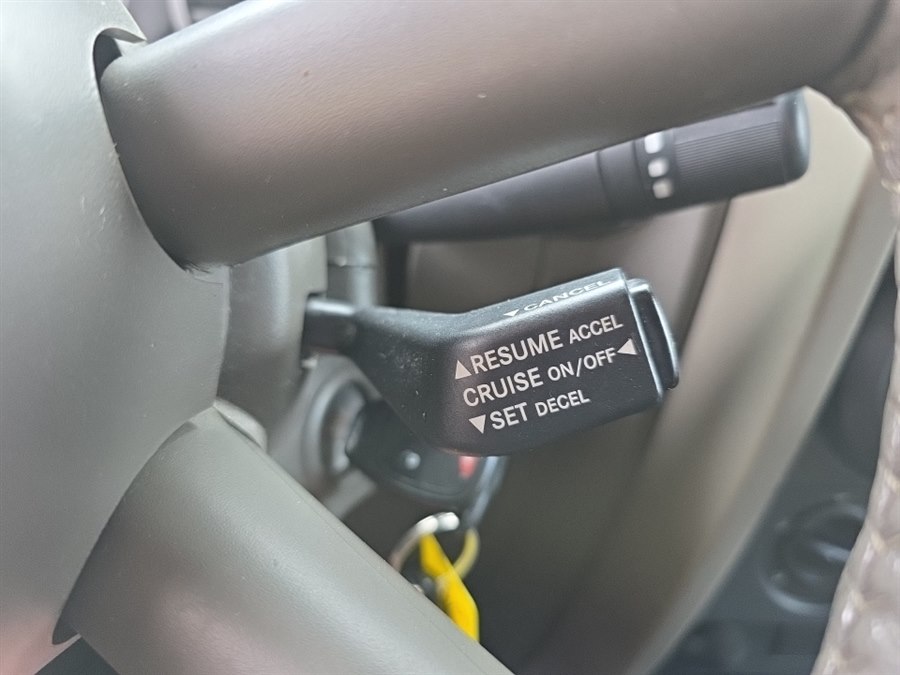 ▼CANCEL
▲RESUME ACCEL
CRUISE ON/OFF◀
▼SET DECEL